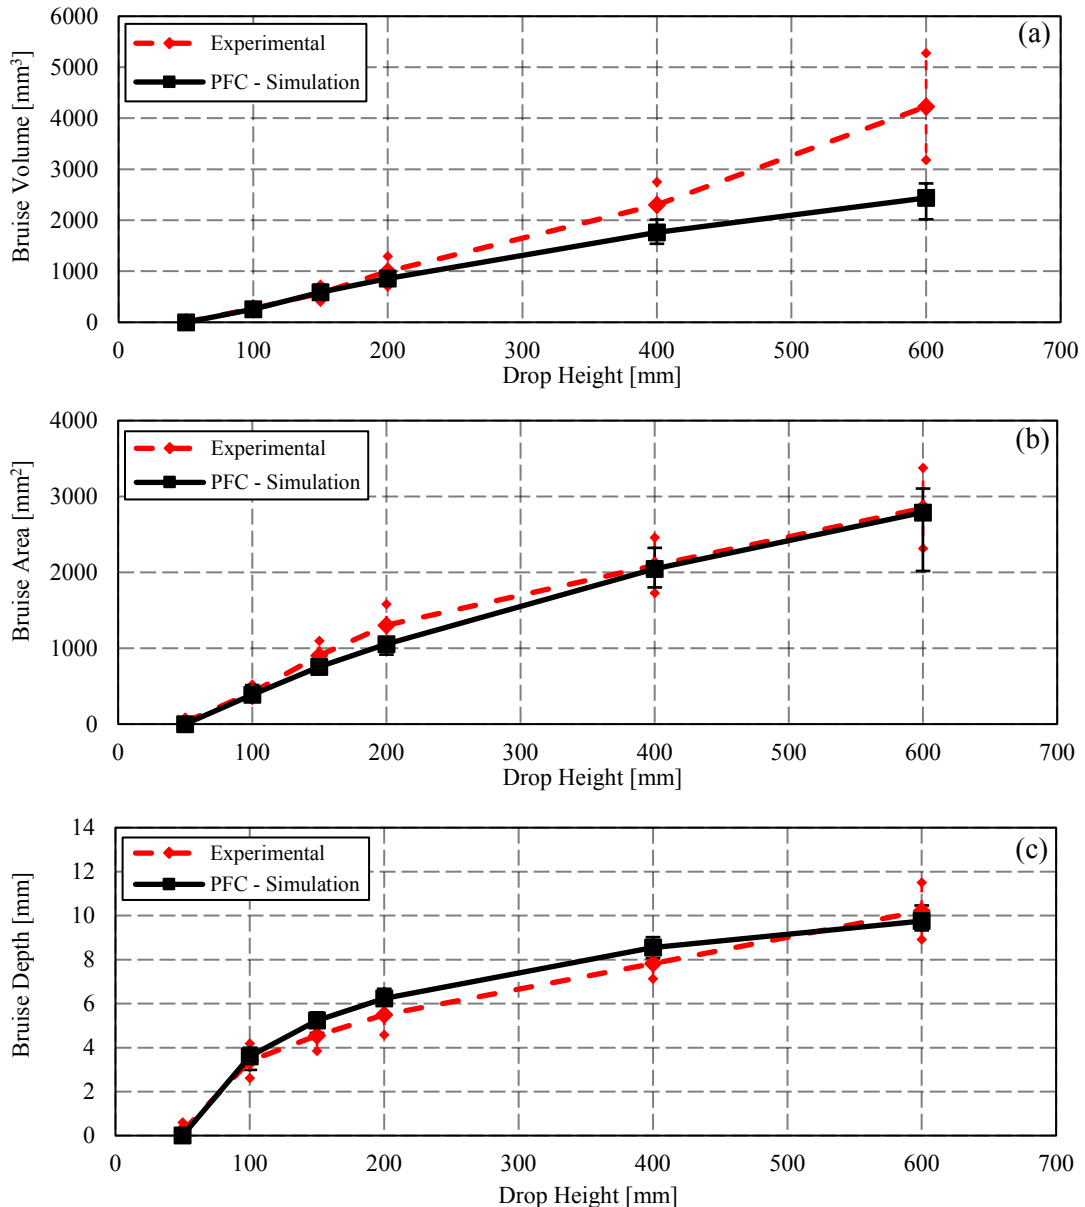 (a)
Experimental
PFC - Simulation
Bruise Volume [mm³]
6000
5000
4000
3000
2000
1000
0
0 100 200 300 400 500 600 700
Drop Height [mm]
(b)
Experimental
PFC - Simulation
Bruise Area [mm²]
4000
3000
2000
1000
0
0 100 200 300 400 500 600 700
Drop Height [mm]
(c)
Experimental
PFC - Simulation
Bruise Depth [mm]
14
12
10
8
6
4
2
0
0 100 200 300 400 500 600 700
Drop Height [mm]